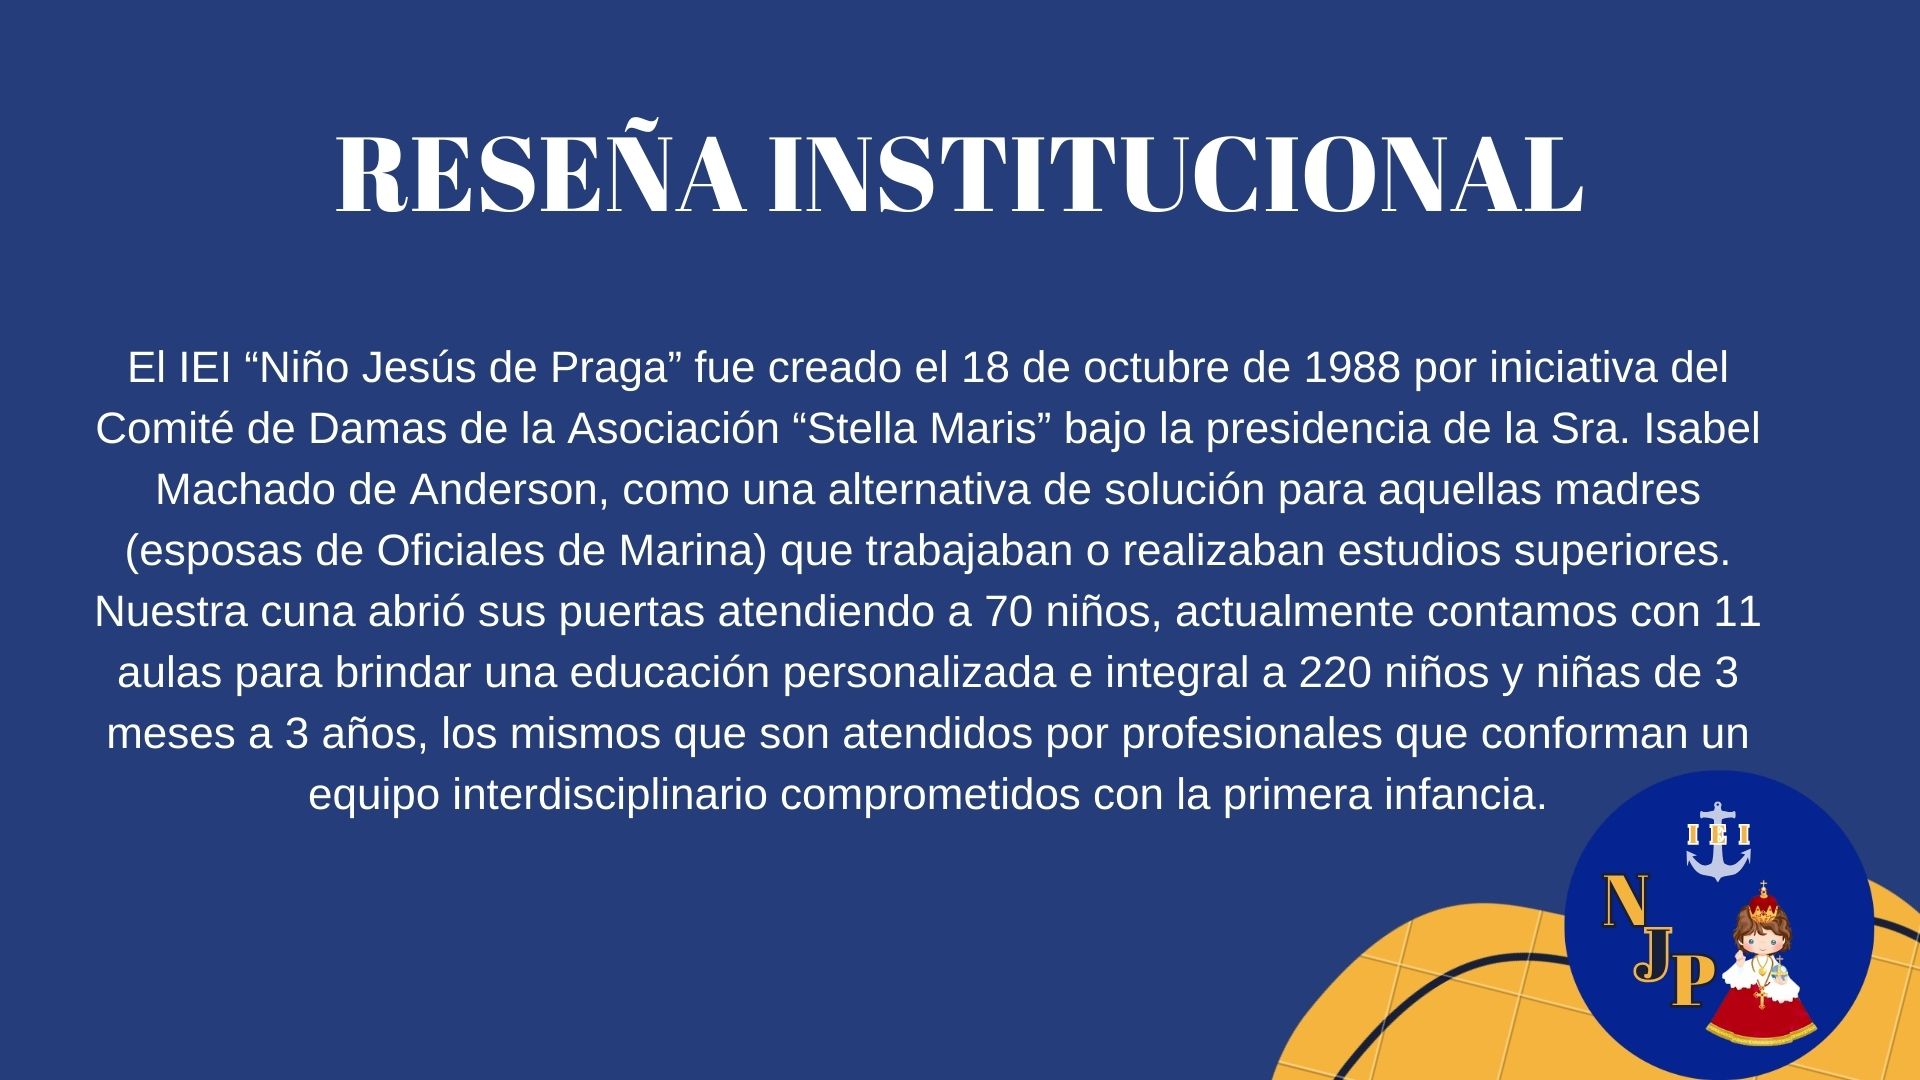 RESEÑA INSTITUCIONAL
El IEI “Niño Jesús de Praga” fue creado el 18 de octubre de 1988 por iniciativa del
Comité de Damas de la Asociación “Stella Maris” bajo la presidencia de la Sra. Isabel
Machado de Anderson, como una alternativa de solución para aquellas madres
(esposas de Oficiales de Marina) que trabajaban o realizaban estudios superiores.
Nuestra cuna abrió sus puertas atendiendo a 70 niños, actualmente contamos con 11
aulas para brindar una educación personalizada e integral a 220 niños y niñas de 3
meses a 3 años, los mismos que son atendidos por profesionales que conforman un
equipo interdisciplinario comprometidos con la primera infancia.
IEI
N
J
P